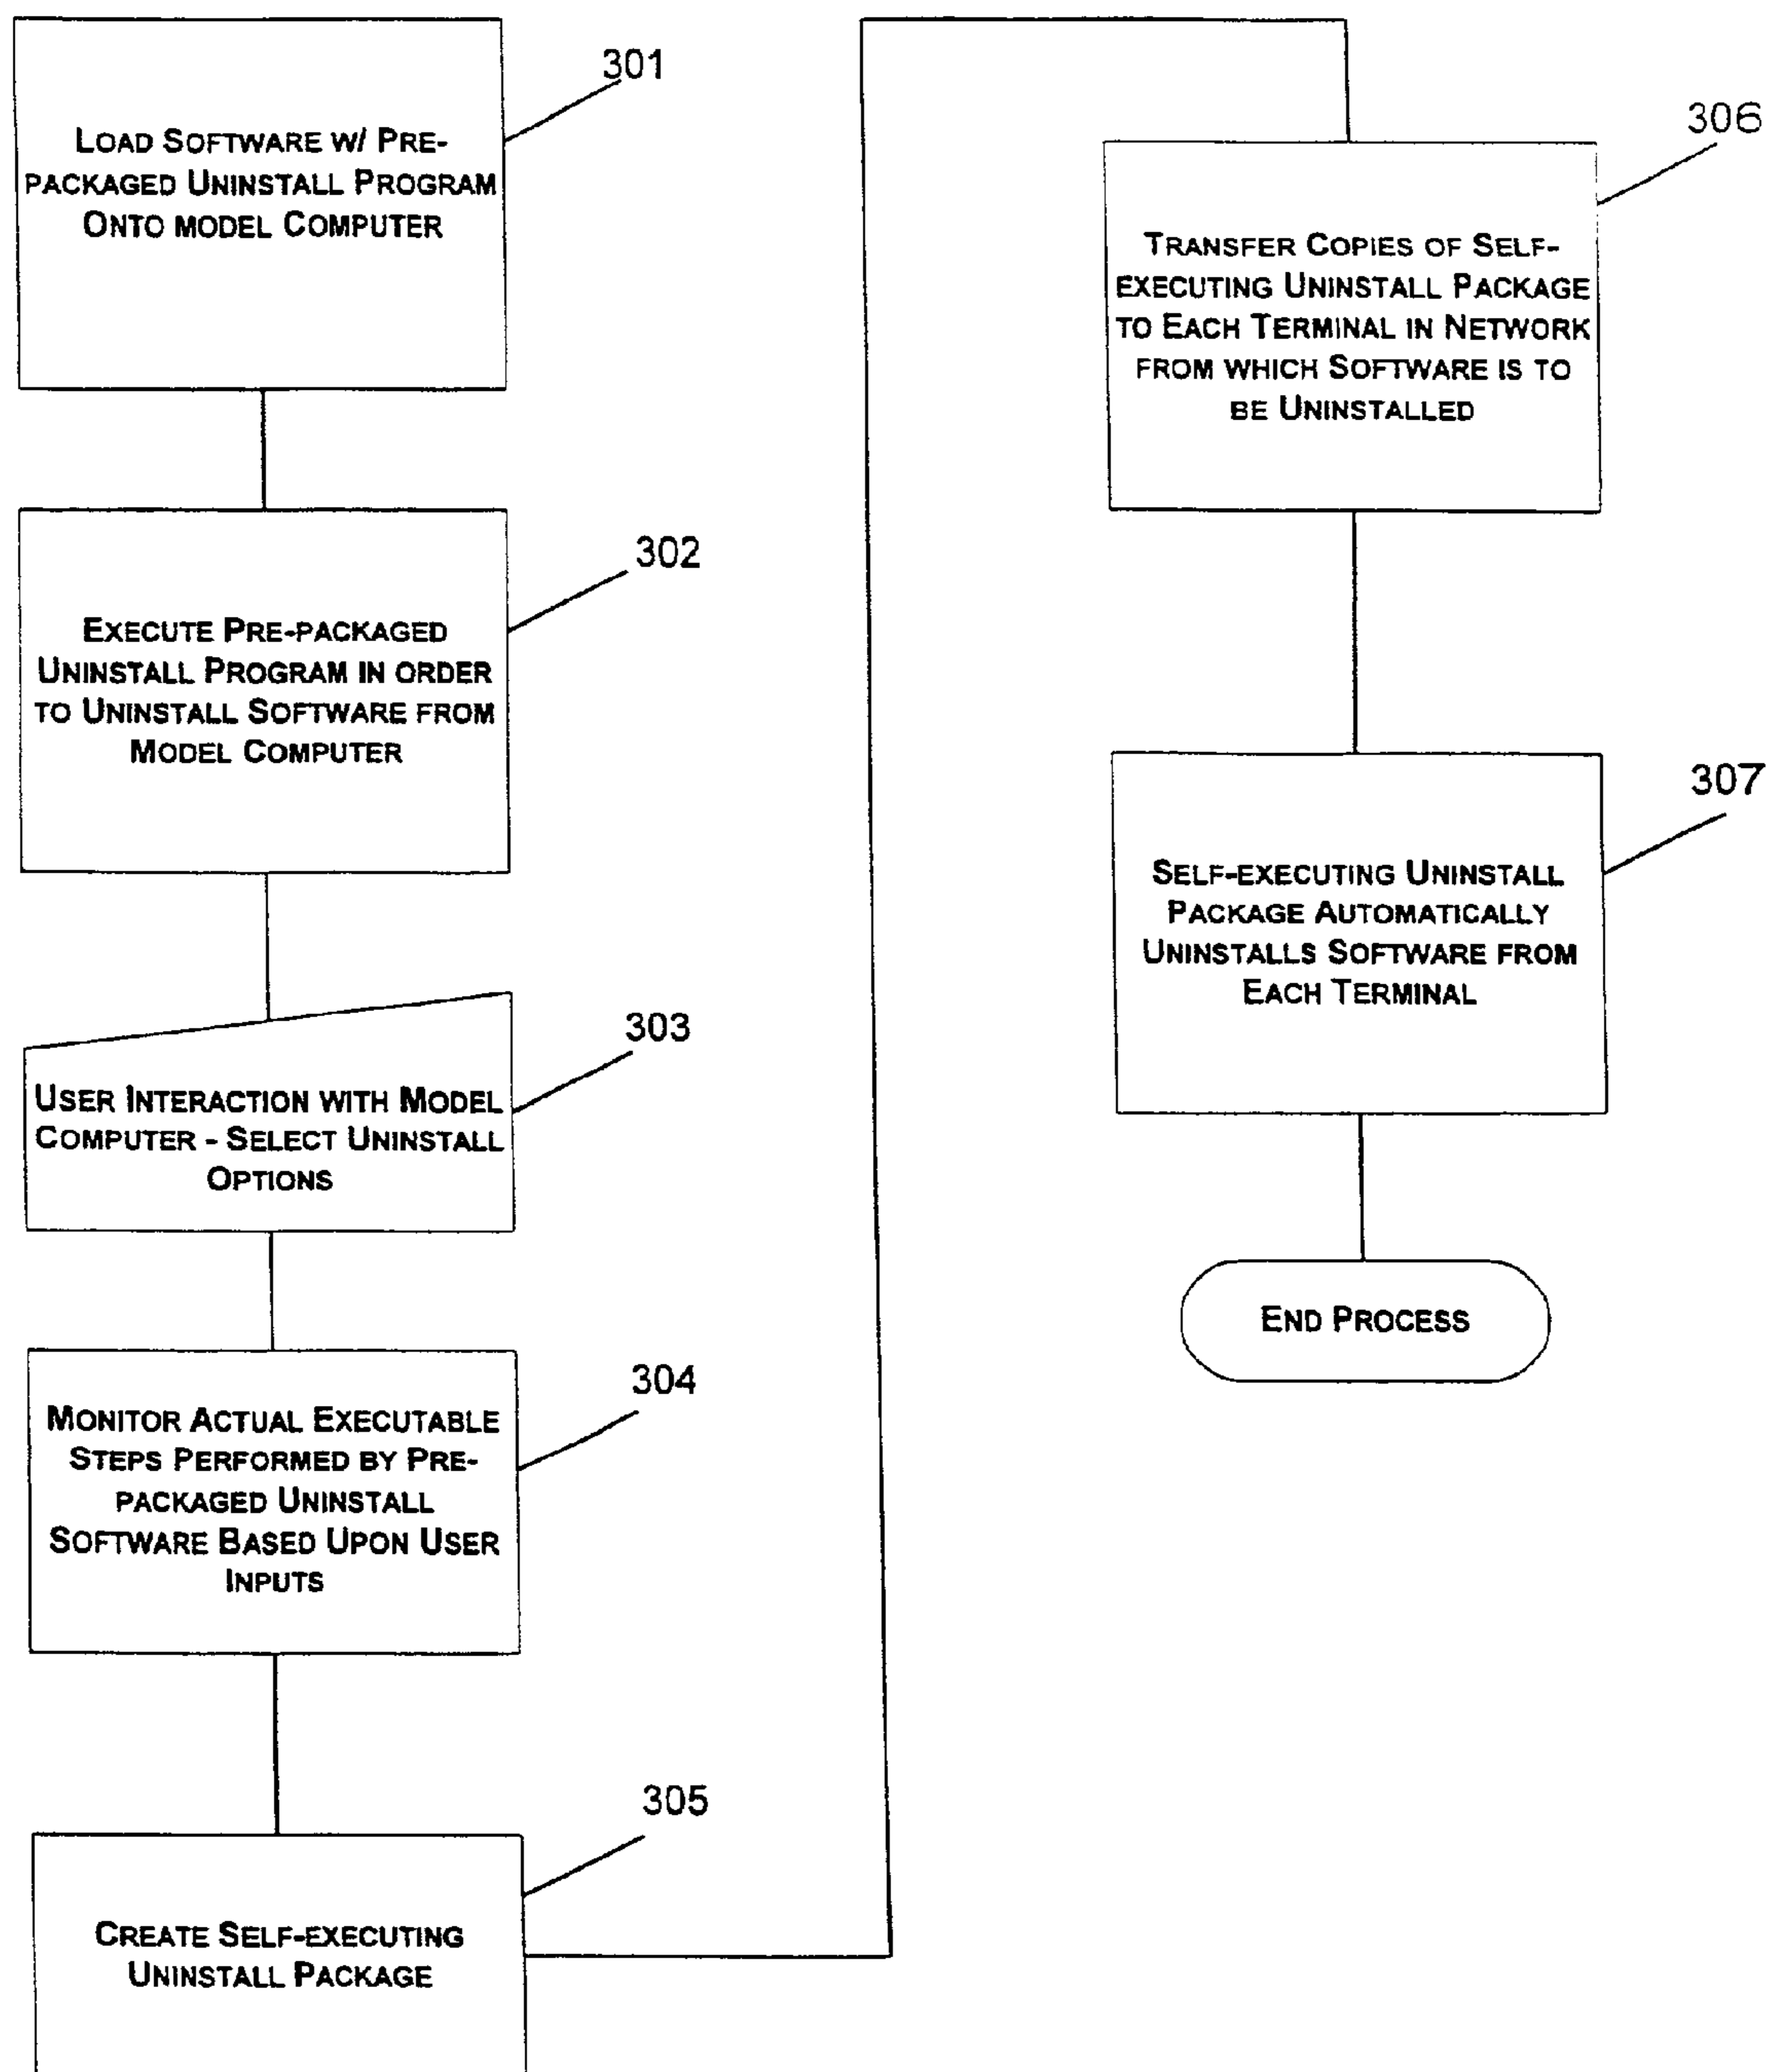 301
LOAD SOFTWARE W/ PRE-
PACKAGED UNINSTALL PROGRAM
ONTO MODEL COMPUTER
302
EXECUTE PRE-PACKAGED
UNINSTALL PROGRAM IN ORDER
TO UNINSTALL SOFTWARE FROM
MODEL COMPUTER
303
USER INTERACTION WITH MODEL
COMPUTER - SELECT UNINSTALL
OPTIONS
304
MONITOR ACTUAL EXECUTABLE
STEPS PERFORMED BY PRE-
PACKAGED UNINSTALL
SOFTWARE BASED UPON USER
INPUTS
305
CREATE SELF-EXECUTING
UNINSTALL PACKAGE
306
TRANSFER COPIES OF SELF-
EXECUTING UNINSTALL PACKAGE
TO EACH TERMINAL IN NETWORK
FROM WHICH SOFTWARE IS TO
BE UNINSTALLED
307
SELF-EXECUTING UNINSTALL
PACKAGE AUTOMATICALLY
UNINSTALLS SOFTWARE FROM
EACH TERMINAL
END PROCESS